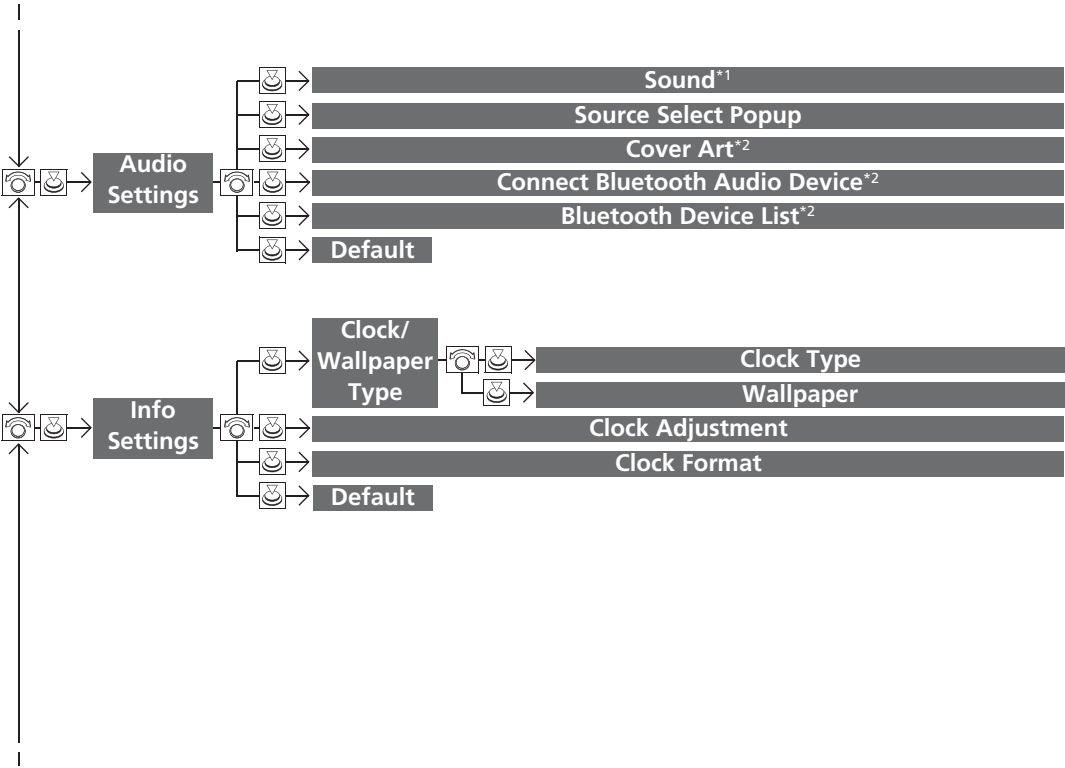 Audio
Settings
Sound*1
Source Select Popup
Cover Art*2
Connect Bluetooth Audio Device*2
Bluetooth Device List*2
Default
Info
Settings
Clock/
Wallpaper
Type
Clock Type
Wallpaper
Clock Adjustment
Clock Format
Default